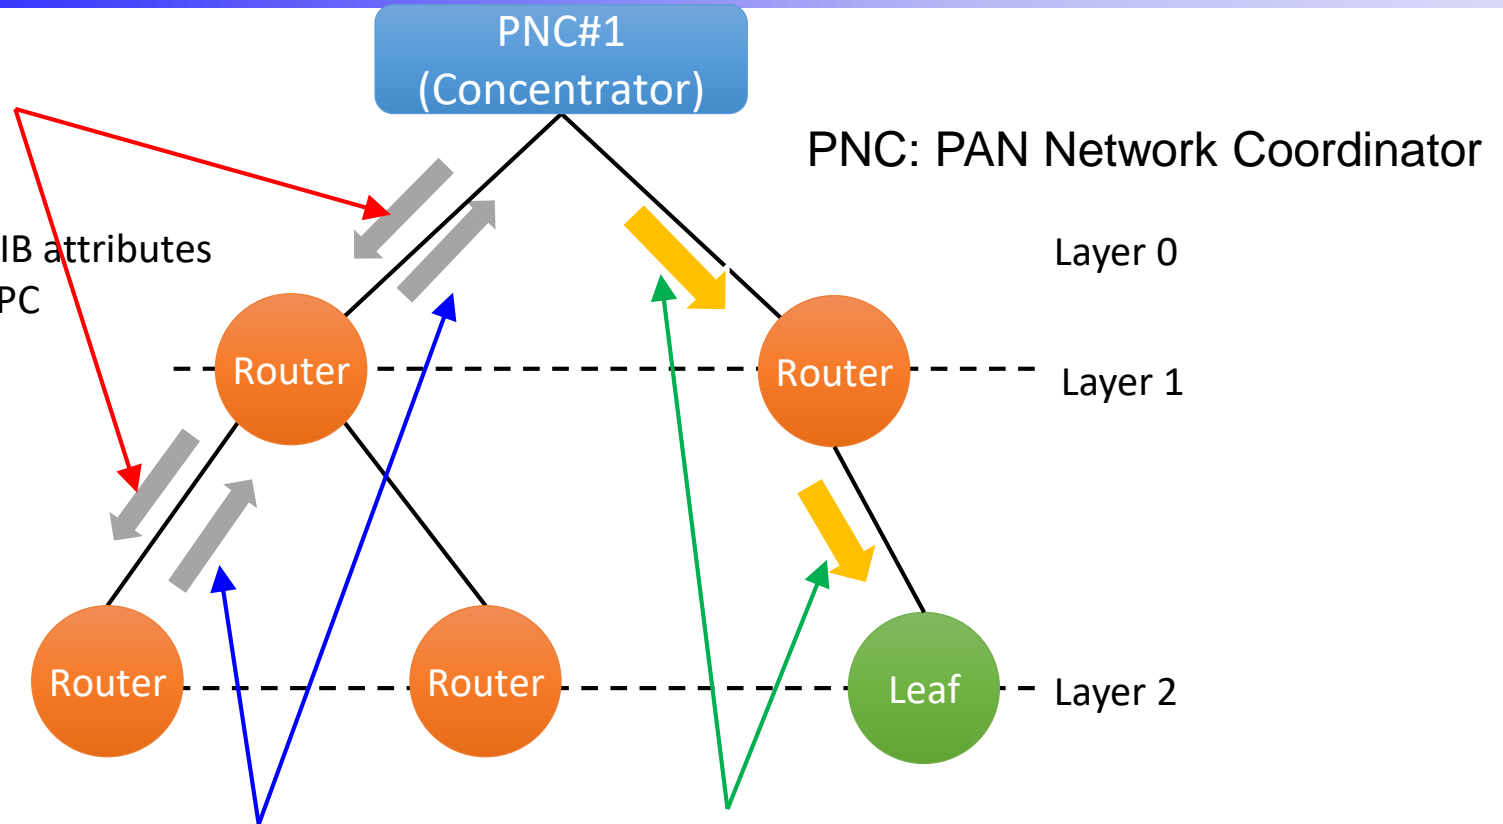 PNC#1
(Concentrator)
PNC: PAN Network Coordinator
IB attributes
PC
Layer 0
Router
Router
Layer 1
Router
Router
Leaf
Layer 2